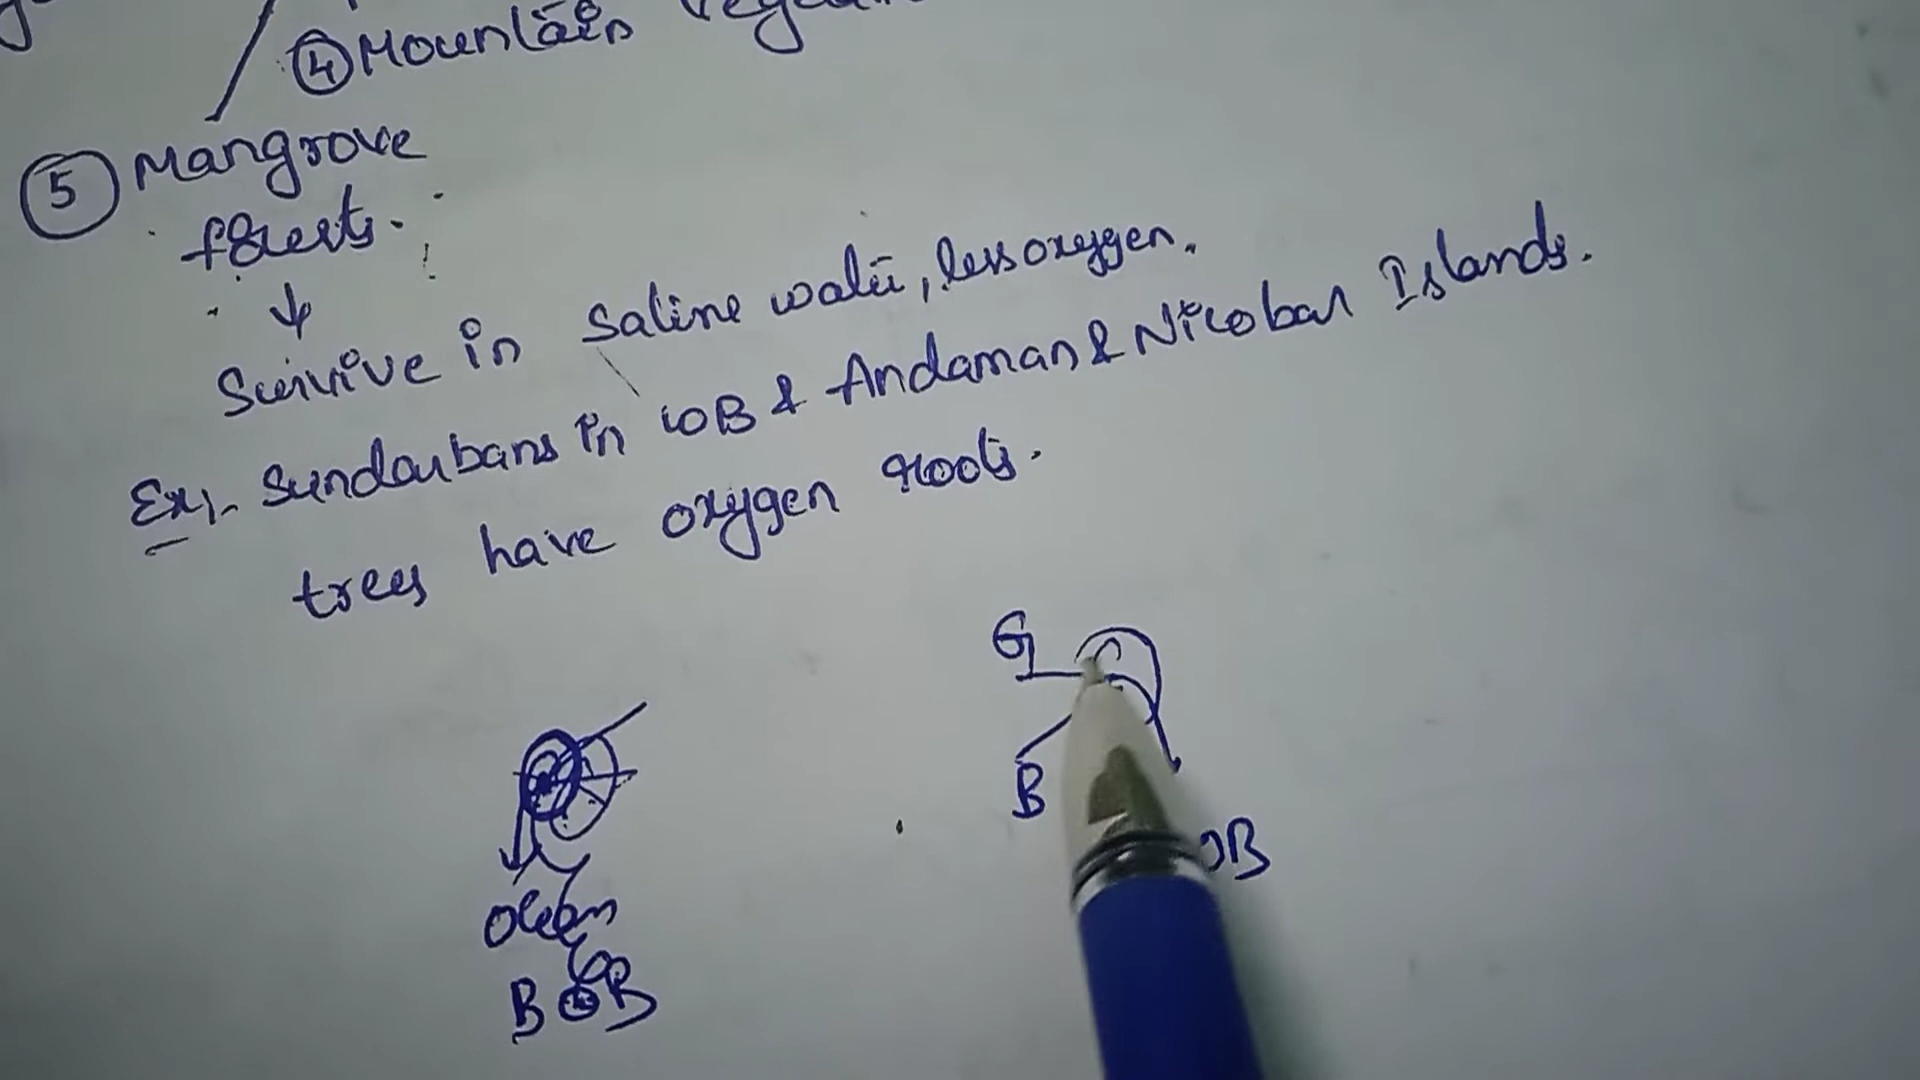 ④ Mountain
⑤ Mangrove
forests.
Survive in saline water, less oxygen.
Ex:- Sundarbans in WB & Andaman & Nicobar Islands.
trees have oxygen roots.
G
B
OB
Ocean
BOB